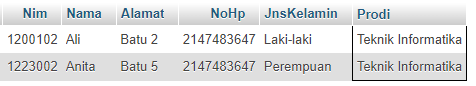 Nim Nama Alamat NoHp JnsKelamin Prodi
1200102 Ali Batu 2 2147483647 Laki-laki Teknik Informatika
1223002 Anita Batu 5 2147483647 Perempuan Teknik Informatika